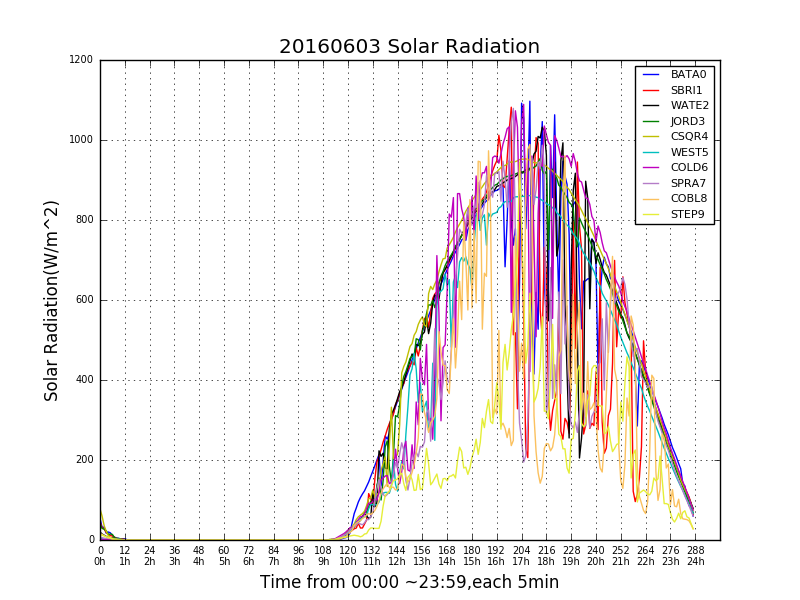 20160603 Solar Radiation
1200
1000
800
600
400
200
0
Solar Radiation(W/m^2)
BATA0
SBRI1
WATE2
JORD3
CSQR4
WEST5
COLD6
SPRA7
COBL8
STEP9
0 12 24 36 48 60 72 84 96 108 120 132 144 156 168 180 192 204 216 228 240 252 264 276 288
0h 1h 2h 3h 4h 5h 6h 7h 8h 9h 10h 11h 12h 13h 14h 15h 16h 17h 18h 19h 20h 21h 22h 23h 24h
Time from 00:00 ~23:59,each 5min